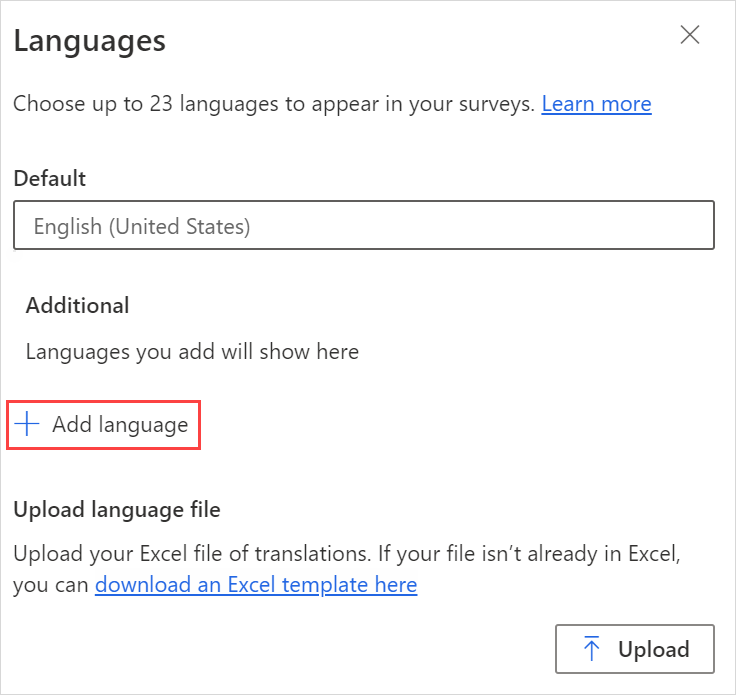 Languages
Choose up to 23 languages to appear in your surveys. Learn more
Default
English (United States)
Additional
Languages you add will show here
Add language
Upload language file
Upload your Excel file of translations. If your file isn’t already in Excel,
you can download an Excel template here
Upload